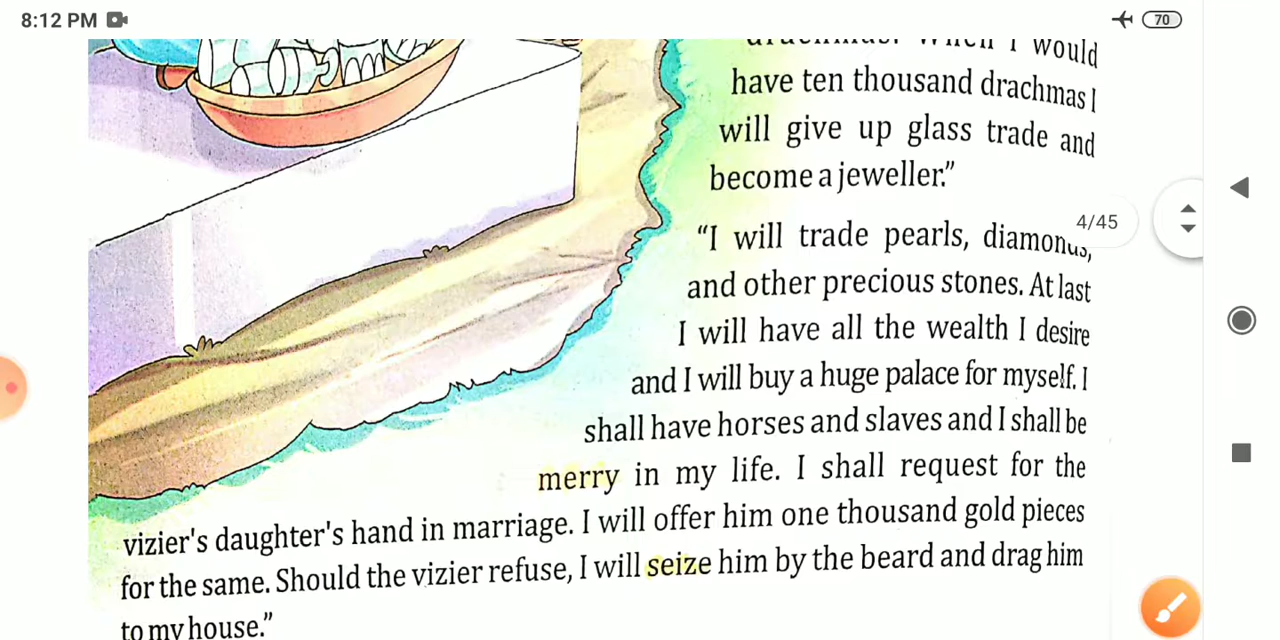 8:12 PM
70
drachmas. When I would
have ten thousand drachmas I
will give up glass trade and
become a jeweller."
4/45
"I will trade pearls, diamonds,
and other precious stones. At last
I will have all the wealth I desire
and I will buy a huge palace for myself. I
shall have horses and slaves and I shall be
merry in my life. I shall request for the
vizier's daughter's hand in marriage. I will offer him one thousand gold pieces
for the same. Should the vizier refuse, I will seize him by the beard and drag him
to my house."